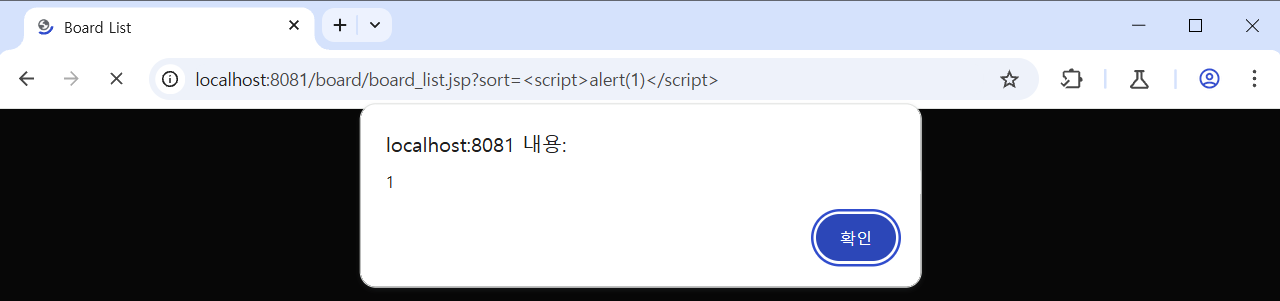 Board List
localhost:8081/board/board_list.jsp?sort=<script>alert(1)</script>
localhost:8081 내용:
1
확인